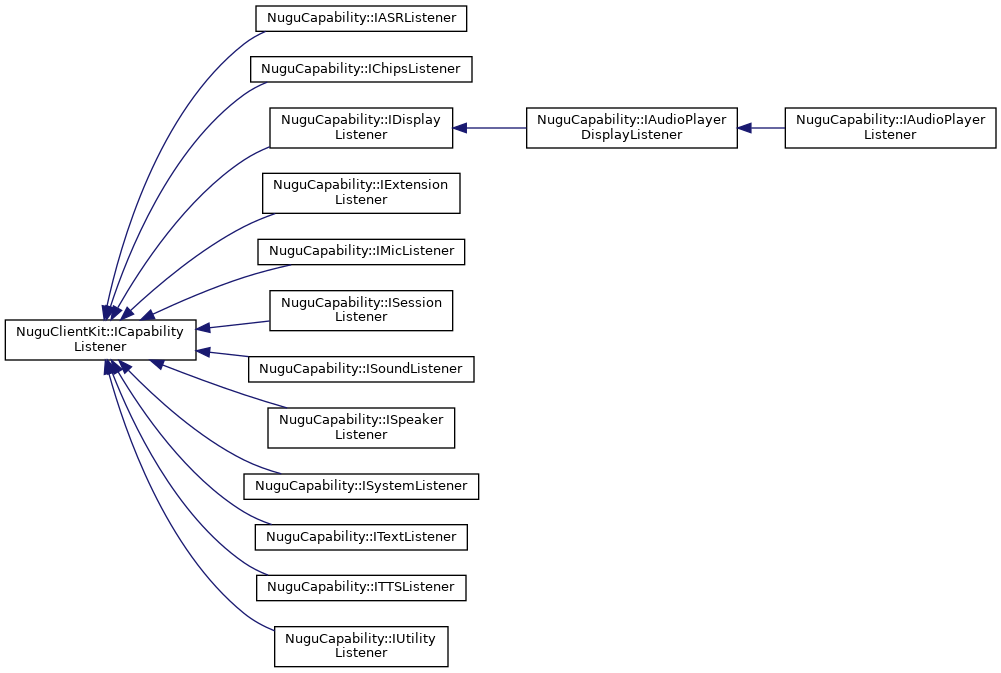 NuguCapability::IASRListener
NuguCapability::IChipsListener
NuguCapability::IDisplay
Listener
NuguCapability::IAudioPlayer
DisplayListener
NuguCapability::IAudioPlayer
Listener
NuguCapability::IExtension
Listener
NuguCapability::IMicListener
NuguCapability::ISession
Listener
NuguClientKit::ICapability
Listener
NuguCapability::ISoundListener
NuguCapability::ISpeaker
Listener
NuguCapability::ISystemListener
NuguCapability::ITextListener
NuguCapability::ITTSListener
NuguCapability::IUtility
Listener